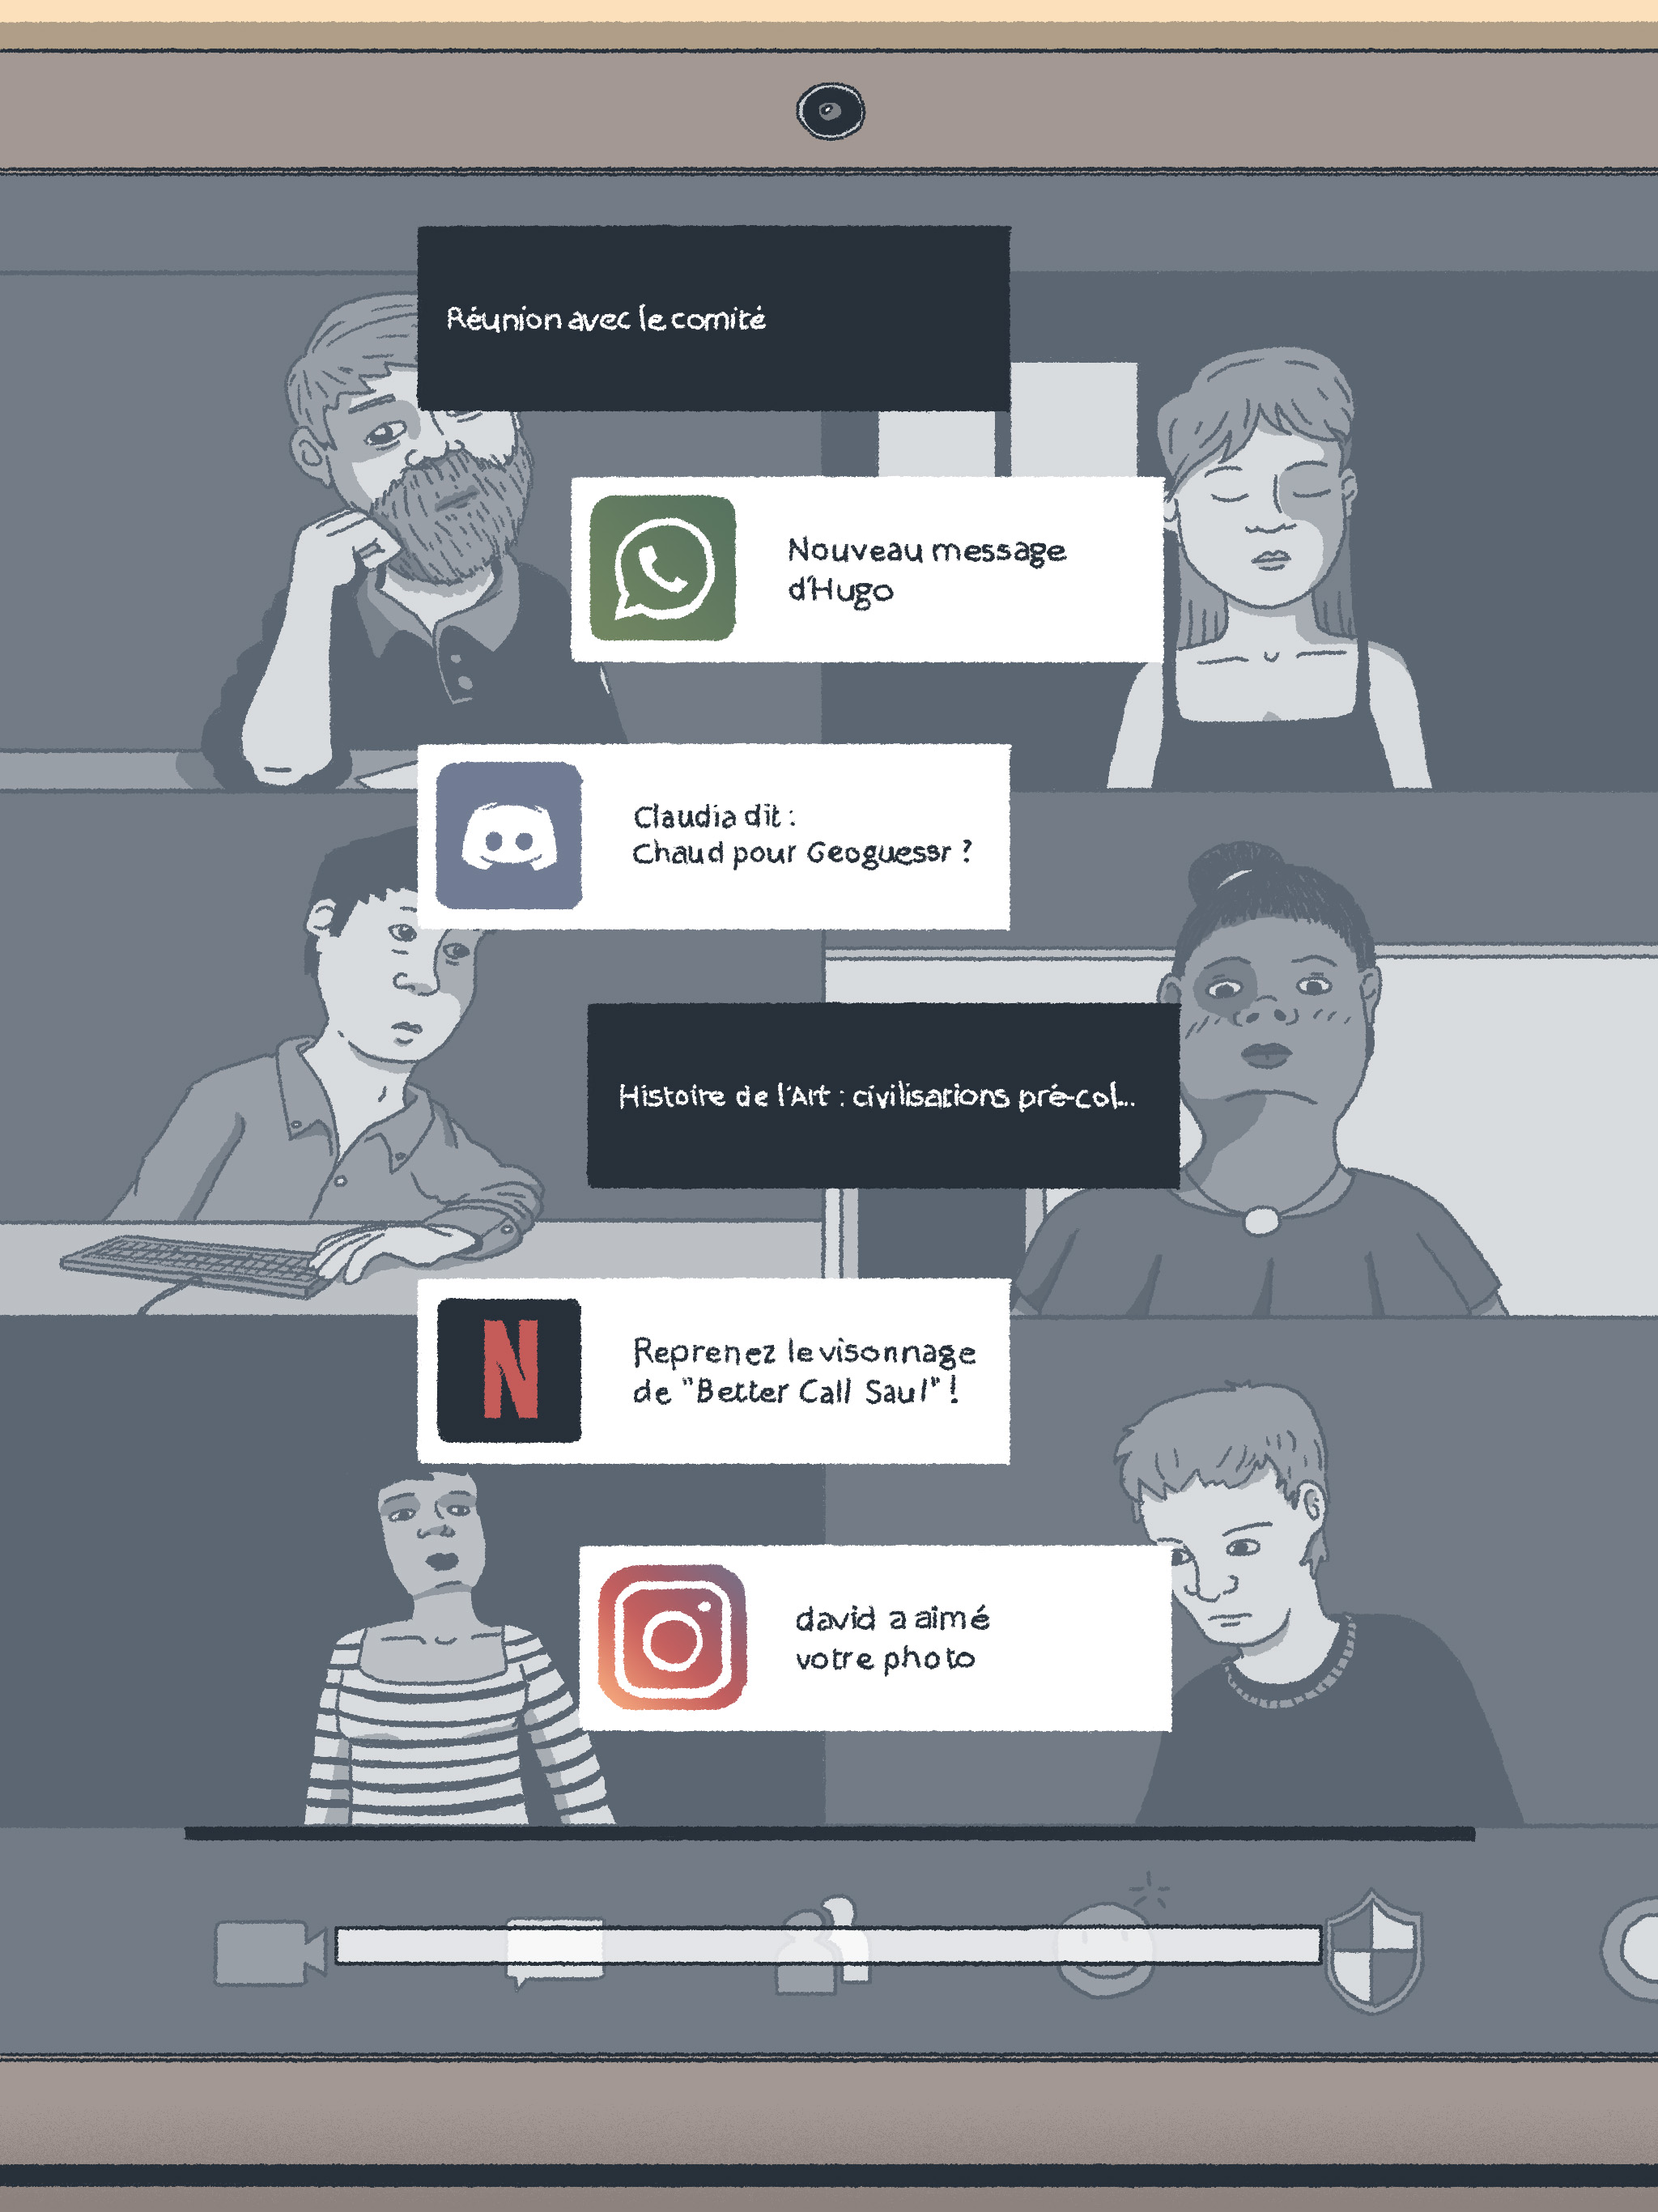 Réunion avec le comité
Nouveau message
d'Hugo
Claudia dit :
Chaud pour Geoguessr ?
Histoire de l'Art : civilisations pré-col...
N
Reprenez le visonnage
de "Better Call Saul" !
david a aimé
votre photo